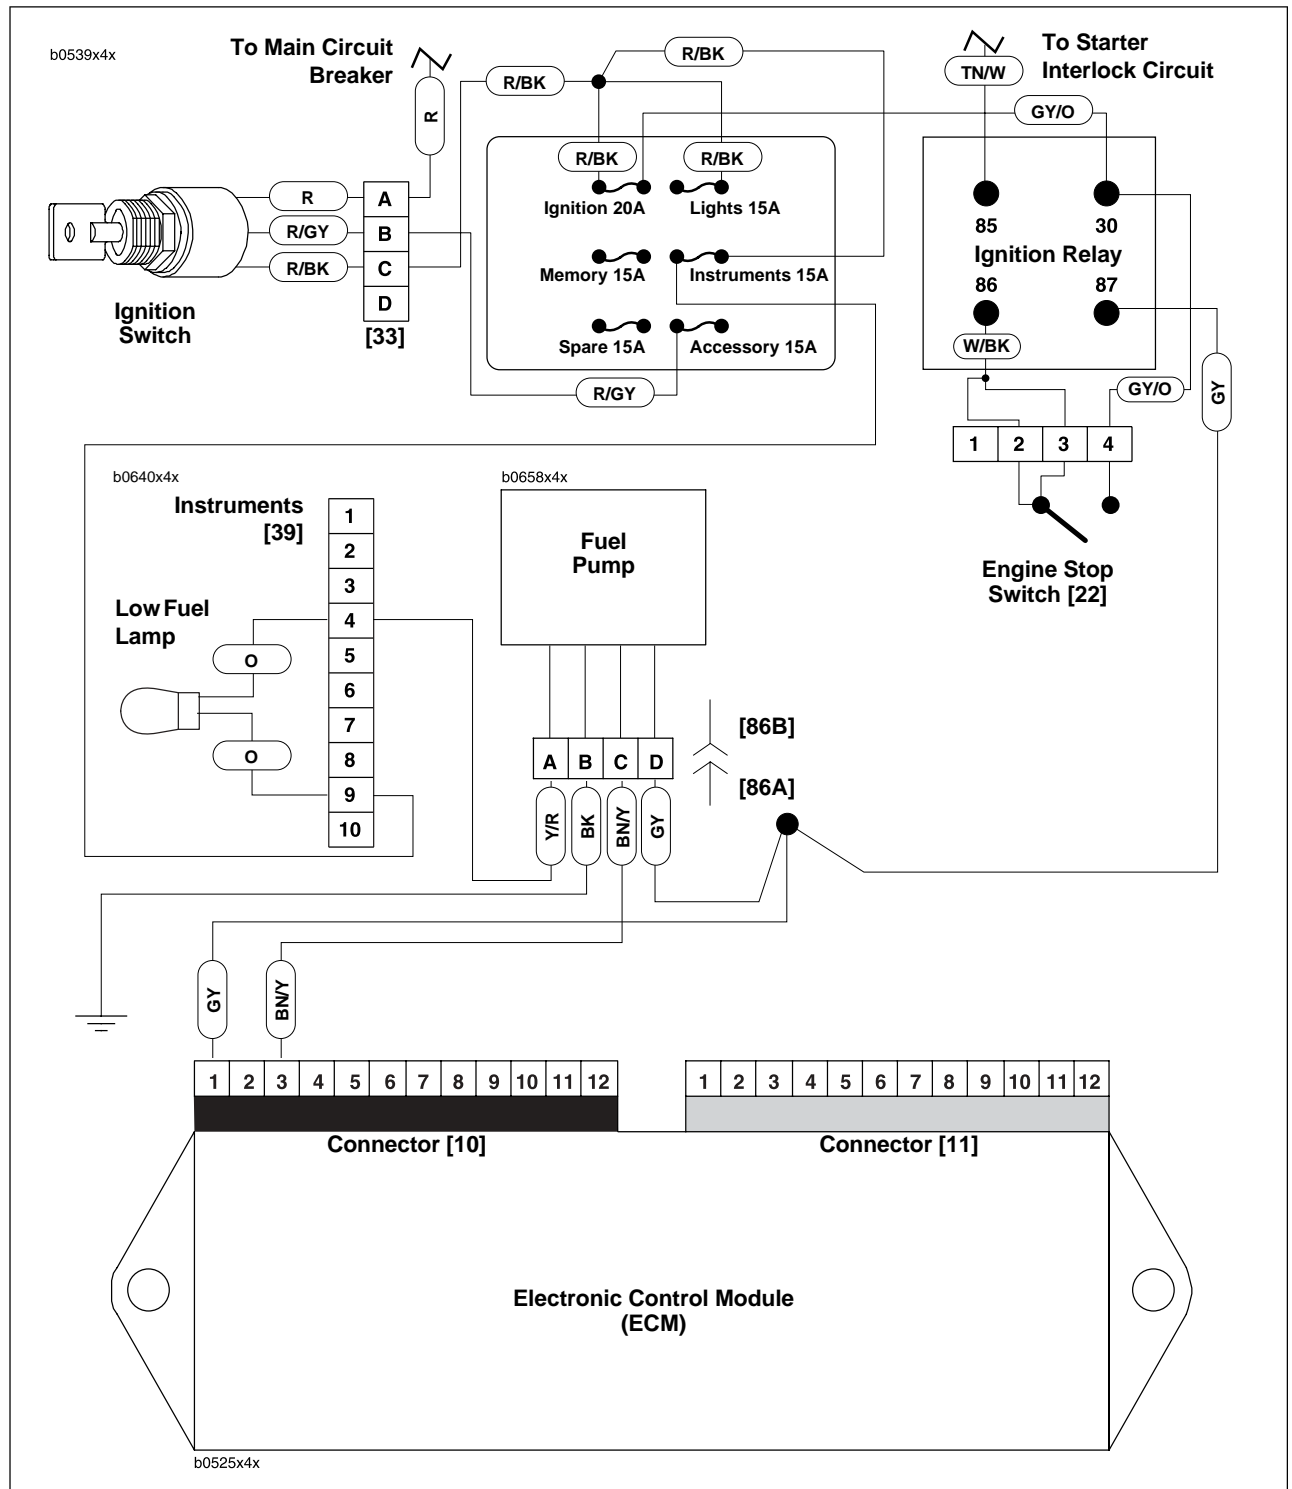 b0539x4x
To Main Circuit
Breaker
R
R/BK
R/BK
TN/W
To Starter
Interlock Circuit
GY/O
R/BK
R/BK
Ignition 20A
Lights 15A
Memory 15A
Instruments 15A
Spare 15A
Accessory 15A
R/GY
R
R/GY
R/BK
A
B
C
D
[33]
Ignition
Switch
85
30
Ignition Relay
86
87
W/BK
GY/O
GY
1 2 3 4
Engine Stop
Switch [22]
b0640x4x
Instruments
[39]
1
2
3
4
5
6
7
8
9
10
Low Fuel
Lamp
O
O
b0658x4x
Fuel
Pump
A B C D
Y/R
BK
BN/Y
GY
[86B]
[86A]
GY
BN/Y
1 2 3 4 5 6 7 8 9 10 11 12
1 2 3 4 5 6 7 8 9 10 11 12
Connector [10]
Connector [11]
Electronic Control Module
(ECM)
b0525x4x